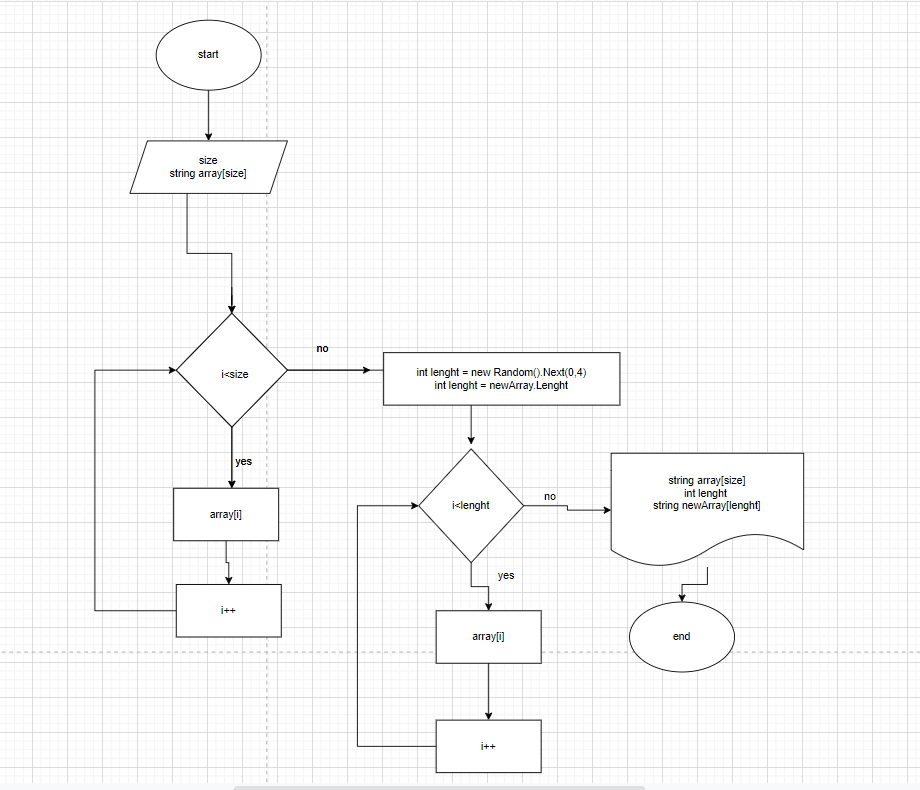 start
size
string array[size]
i<size
no
yes
array[i]
i++
int lenght = new Random().Next(0,4)
int lenght = newArray.Lenght
i<lenght
no
yes
array[i]
i++
string array[size]
int lenght
string newArray[lenght]
end